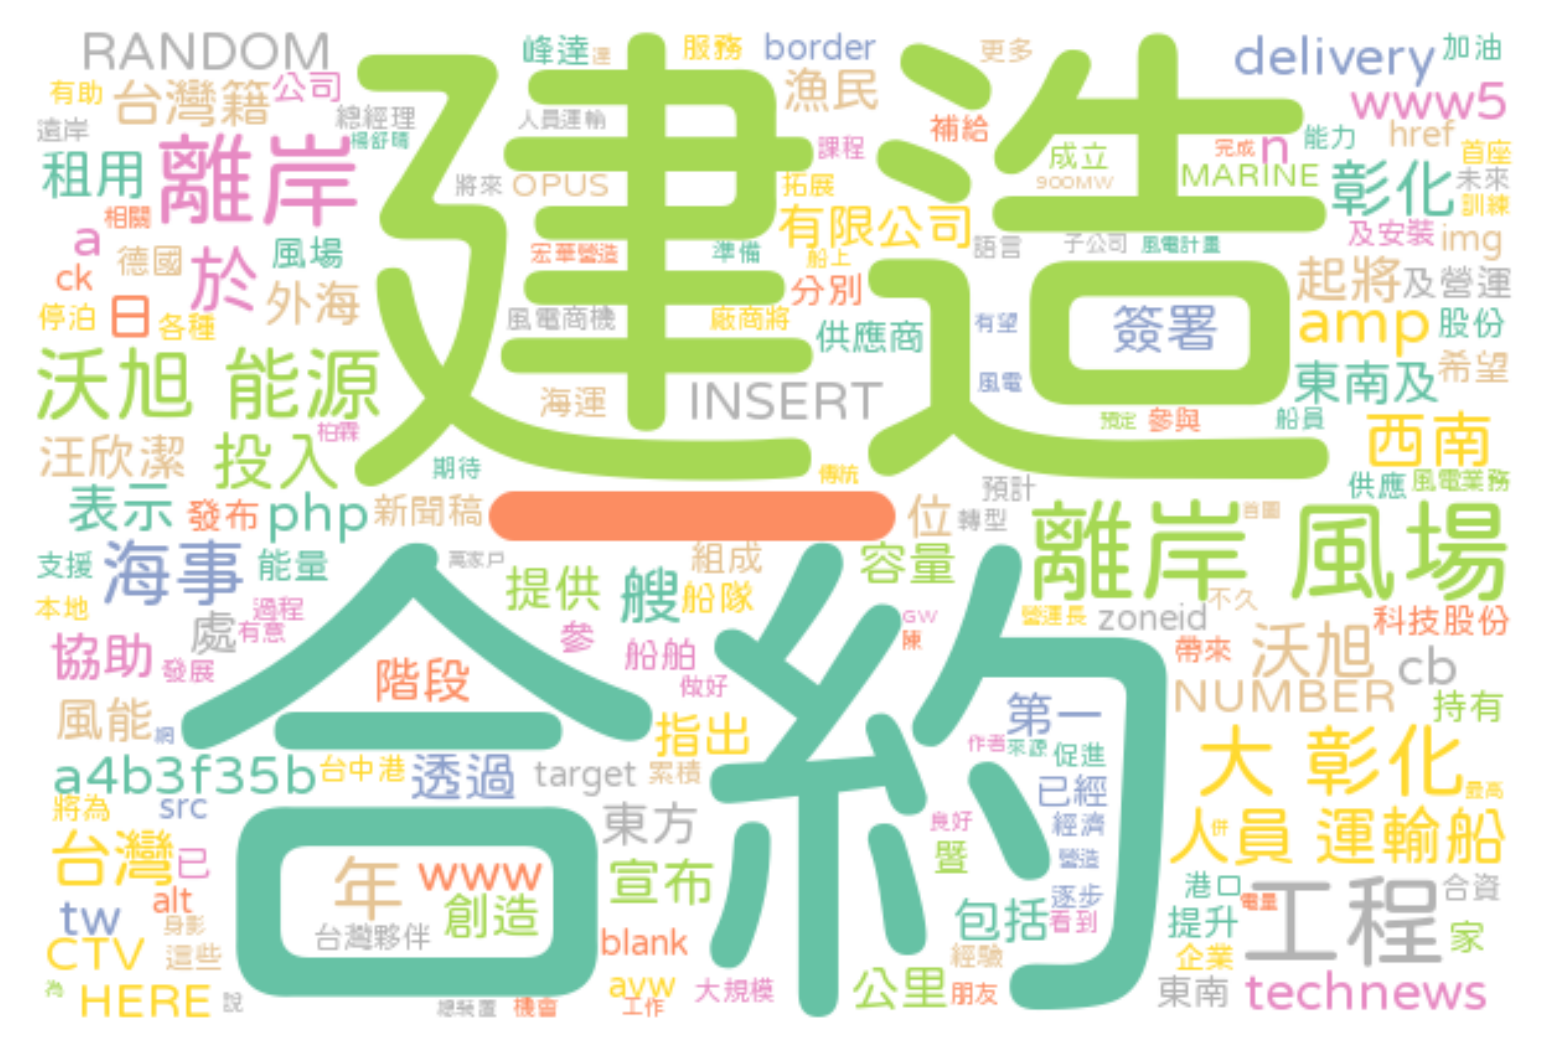 RANDOM
建造
峰達
達
服務
border
更多
delivery
加油
有助
台灣籍
公司
漁民
www5
遠岸
總經理
楊舒晴
人員運輸
課程
補給
成立
完成
n
能力
href
首座
租用
離岸
將來
OPUS
拓展
900MW
MARINE
彰化
未來
訓練
相關
a
德國
於
風場
有限公司
語言
子公司
風電計畫
及安裝
img
ck
宏華營造
準備
船上
分別
起將
及營運
停泊
日
各種
外海
風電商機
廠商將
供應商
有望
簽署
amp
股份
沃旭 能源
海運
INSERT
風電
東南及
希望
汪欣潔
投入
柏霖
期待
傳統
預定
參與
船員
西南
表示
發布
php
新聞稿
一
位
預計
轉型
供應
風電業務
首圖
離岸 風場
支援
海事
能量
萬家戶
提供
艘
組成
船隊
容量
本地
過程
有意
處
合約
參
船舶
做好
GW
陳
營運長
zoneid
不久
科技股份
協助
發展
階段
帶來
沃旭
cb
風能
網
指出
第一
NUMBER
持有
a4b3f35b
台中港
透過
target
累積
作者
來源
促進
大 彰化
最高
將為
src
東方
已經
良好
經濟
台灣
已
年
www
宣布
暨
營造
人員 運輸船
併
tw
alt
身影
創造
台灣夥伴
包括
逐步
看到
港口
電量
提升
工程
合資
家
CTV
這些
blank
經驗
企業
為
HERE
說
總裝置
機會
avw
工作
大規模
公里
朋友
東南
technews